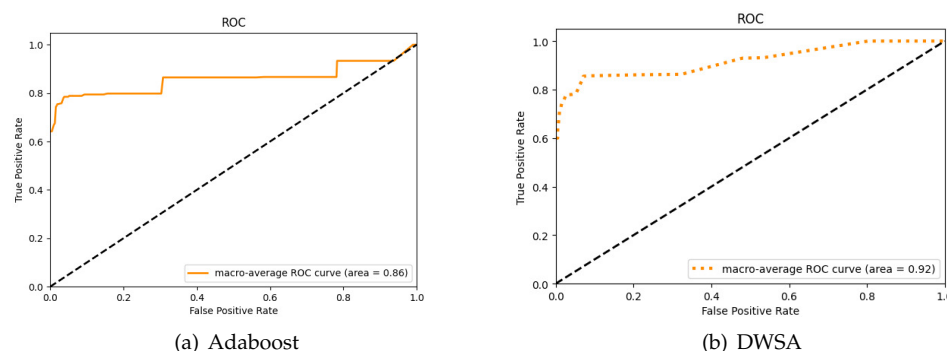 ROC
1.0
0.8
0.6
0.4
0.2
0.0
True Positive Rate
macro-average ROC curve (area = 0.86)
0.0 0.2 0.4 0.6 0.8 1.0
False Positive Rate
(a) Adaboost
ROC
1.0
0.8
0.6
0.4
0.2
0.0
True Positive Rate
macro-average ROC curve (area = 0.92)
0.0 0.2 0.4 0.6 0.8 1.0
False Positive Rate
(b) DWSA